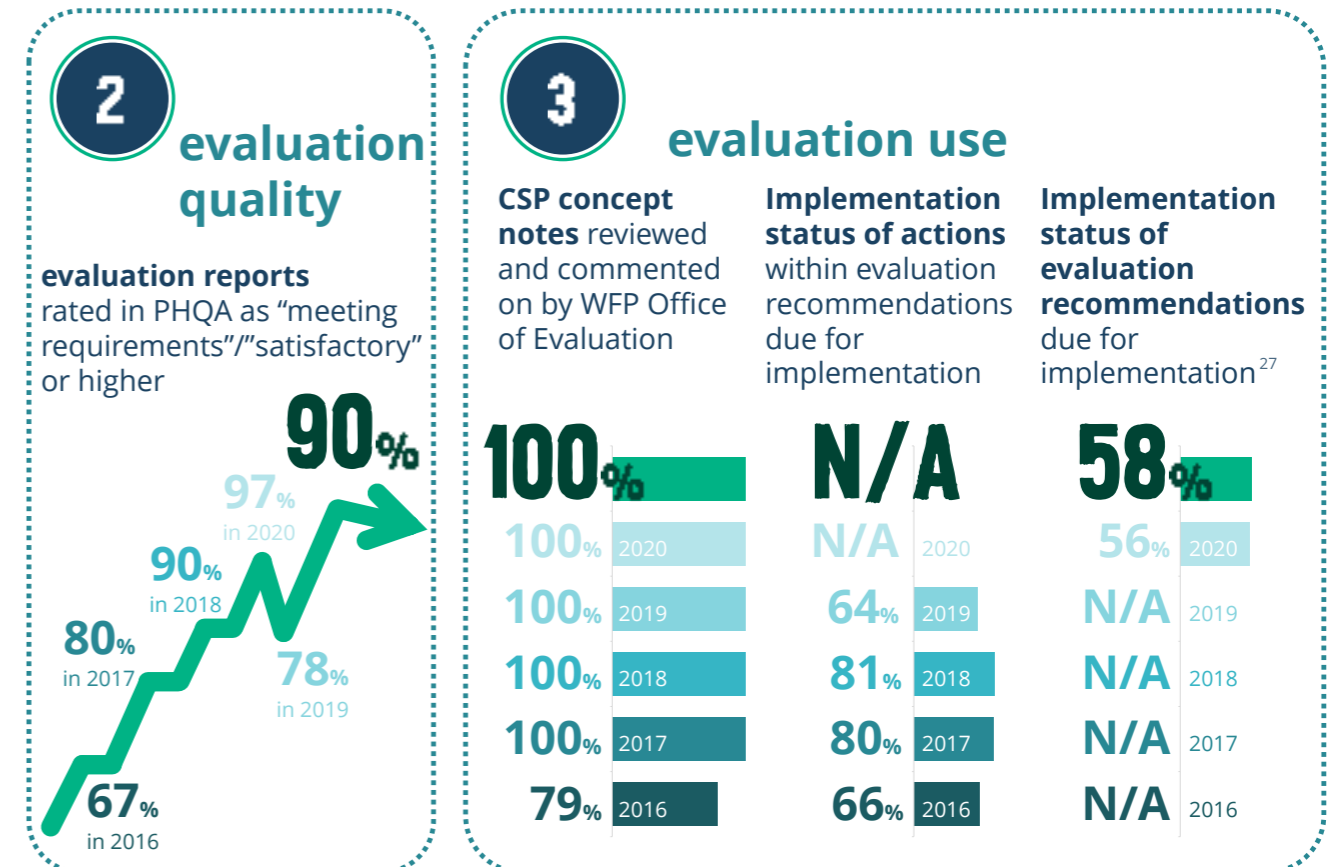 2
evaluation
quality
evaluation reports
rated in PHQA as “meeting
requirements”/”satisfactory”
or higher
90%
97%
in 2020
90%
in 2018
80%
in 2017
78%
in 2019
67%
in 2016
3
evaluation use
CSP concept
notes reviewed
and commented
on by WFP Office
of Evaluation
100%
100% 2020
100% 2019
100% 2018
100% 2017
79% 2016
Implementation
status of actions
within evaluation
recommendations
due for
implementation
N/A
N/A 2020
64% 2019
81% 2018
80% 2017
66% 2016
Implementation
status of
evaluation
recommendations
due for
implementation 27
58%
56% 2020
N/A 2019
N/A 2018
N/A 2017
N/A 2016